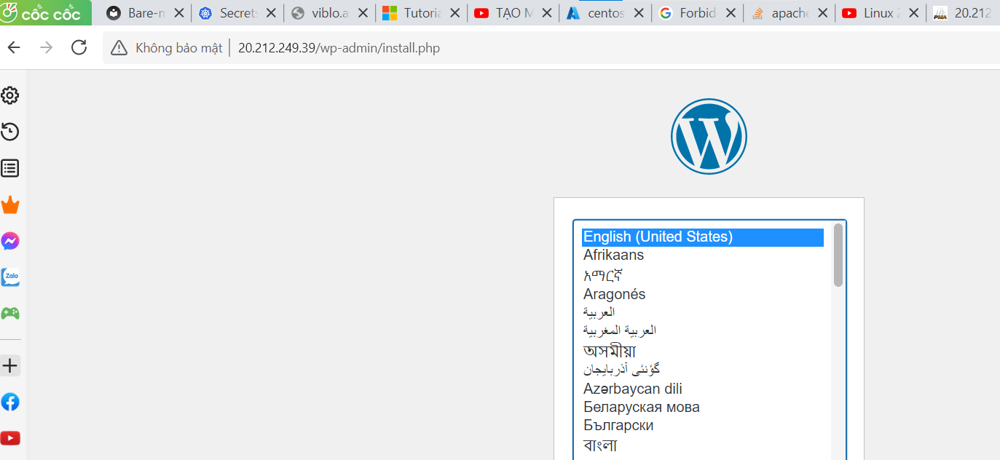 cốc cốc
Bare-m
Secrets
viblo.a
Tutoria
TẠO M
centos
Forbid
apache
Linux
20.212
Không bảo mật
20.212.249.39/wp-admin/install.php
Zalo
English (United States)
Afrikaans
አማርኛ
Aragonés
العربية
العربية المغربية
অসমীয়া
گؤنئی آذربایجان
Azərbaycan dili
Беларуская мова
Български
বাংলা